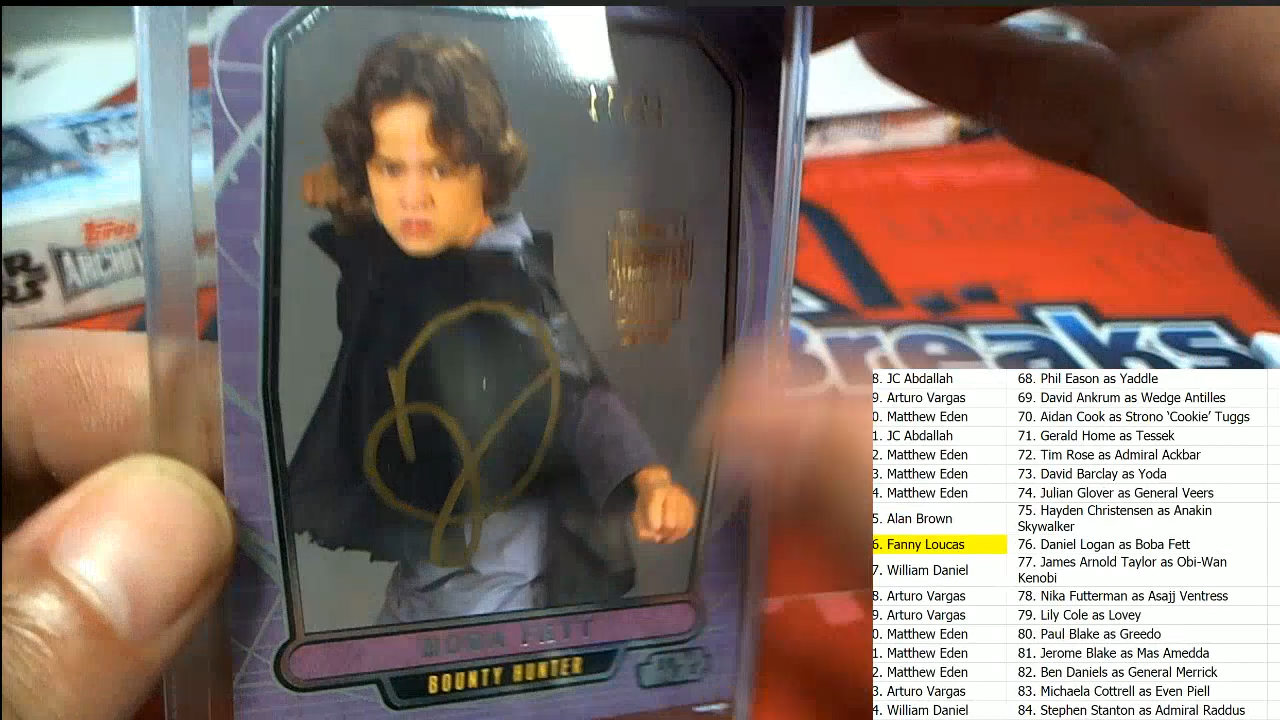 Topps
ARCHIV
BOBA FETT
BOUNTY HUNTER
Breaks
8. JC Abdallah 68. Phil Eason as Yaddle
9. Arturo Vargas 69. David Ankrum as Wedge Antilles
0. Matthew Eden 70. Aidan Cook as Strono ‘Cookie’ Tuggs
1. JC Abdallah 71. Gerald Home as Tessek
2. Matthew Eden 72. Tim Rose as Admiral Ackbar
3. Matthew Eden 73. David Barclay as Yoda
4. Matthew Eden 74. Julian Glover as General Veers
5. Alan Brown 75. Hayden Christensen as Anakin
Skywalker
6. Fanny Loucas 76. Daniel Logan as Boba Fett
7. William Daniel 77. James Arnold Taylor as Obi-Wan
Kenobi
8. Arturo Vargas 78. Nika Futterman as Asajj Ventress
9. Arturo Vargas 79. Lily Cole as Lovey
0. Matthew Eden 80. Paul Blake as Greedo
1. Matthew Eden 81. Jerome Blake as Mas Amedda
2. Matthew Eden 82. Ben Daniels as General Merrick
3. Arturo Vargas 83. Michaela Cottrell as Even Piell
4. William Daniel 84. Stephen Stanton as Admiral Raddus